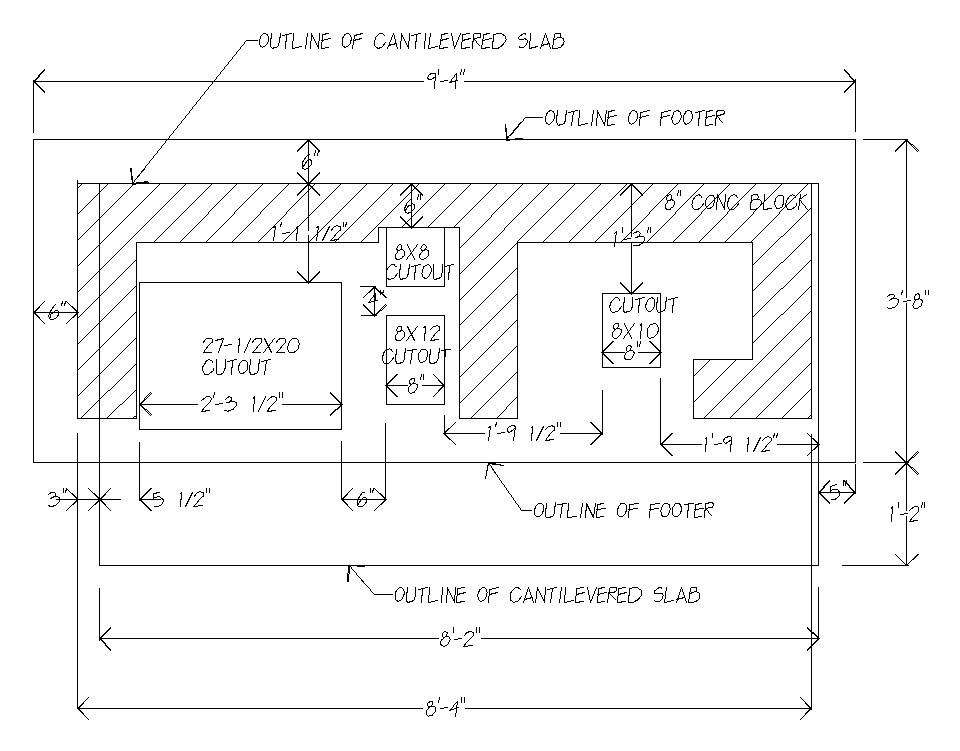 OUTLINE OF CANTILEVERED SLAB
9'-4"
OUTLINE OF FOOTER
6"
6"
8" CONC BLOCK
1'-1 1/2"
1'-3"
8X8
CUTOUT
6"
4"
3'-8"
CUTOUT
8X10
8"
27-1/2X20
CUTOUT
8X12
CUTOUT
8"
2'-3 1/2"
1'-9 1/2"
1'-9 1/2"
3"
5 1/2"
6"
5"
OUTLINE OF FOOTER
1'-2"
OUTLINE OF CANTILEVERED SLAB
8'-2"
8'-4"